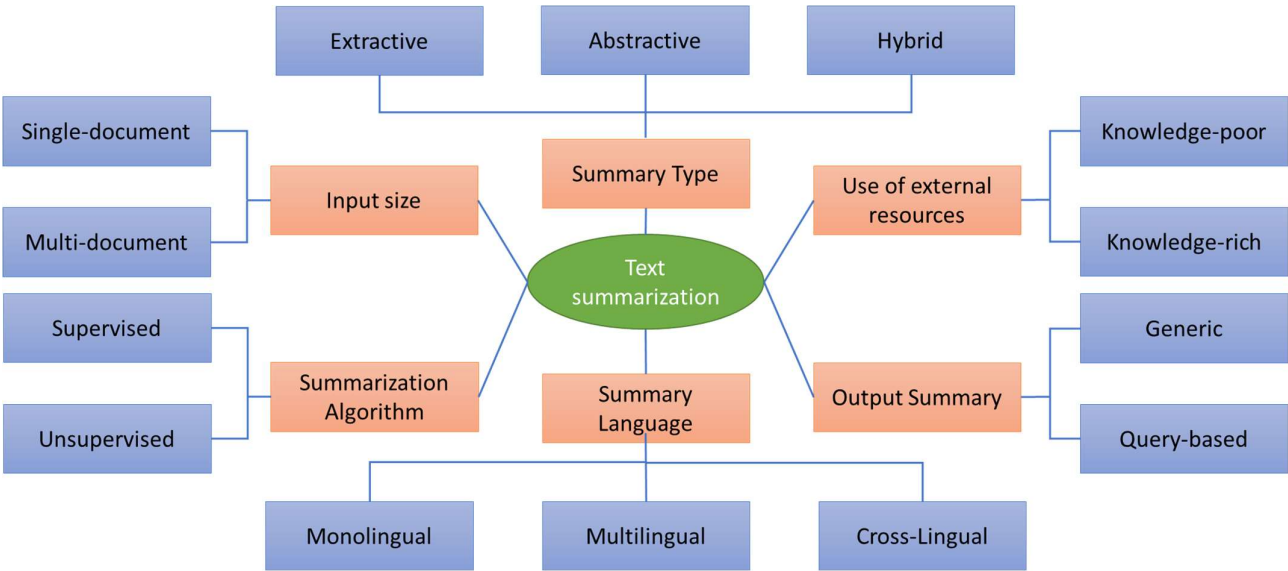 Extractive
Abstractive
Hybrid
Single-document
Knowledge-poor
Summary Type
Input size
Use of external
resources
Multi-document
Knowledge-rich
Text
summarization
Supervised
Generic
Summarization
Algorithm
Summary
Language
Output Summary
Unsupervised
Query-based
Monolingual
Multilingual
Cross-Lingual